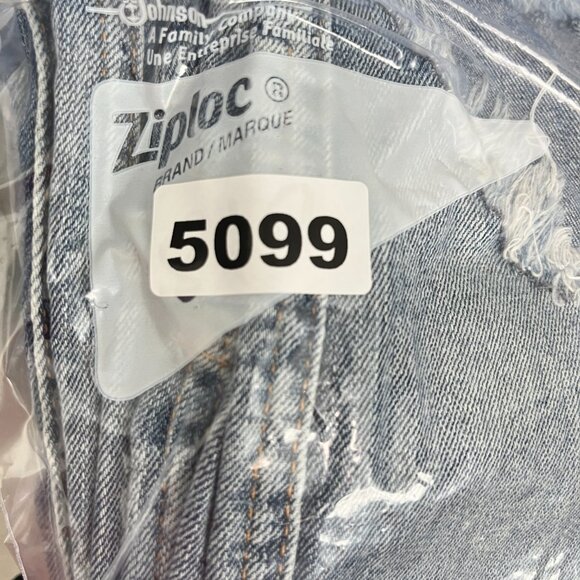 Johnson
A Family Company
Une Entreprise Familiale
Ziploc®
BRAND / MARQUE
5099